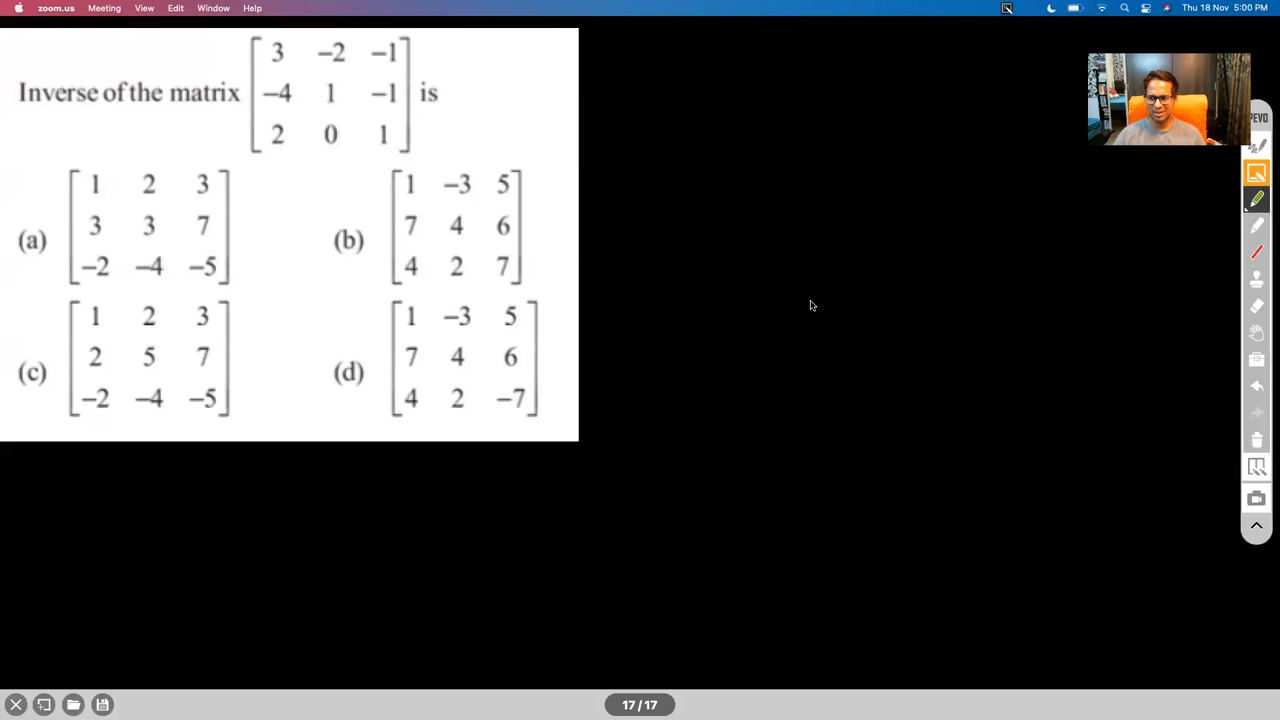 zoom.us Meeting View Edit Window Help Thu 18 Nov 5:00 PM
Inverse of the matrix [3 −2 −1
−4 1 −1
2 0 1] is
(a) [1 2 3
3 3 7
−2 −4 −5]
(b) [1 −3 5
7 4 6
4 2 7]
(c) [1 2 3
2 5 7
−2 −4 −5]
(d) [1 −3 5
7 4 6
4 2 −7]
17/17